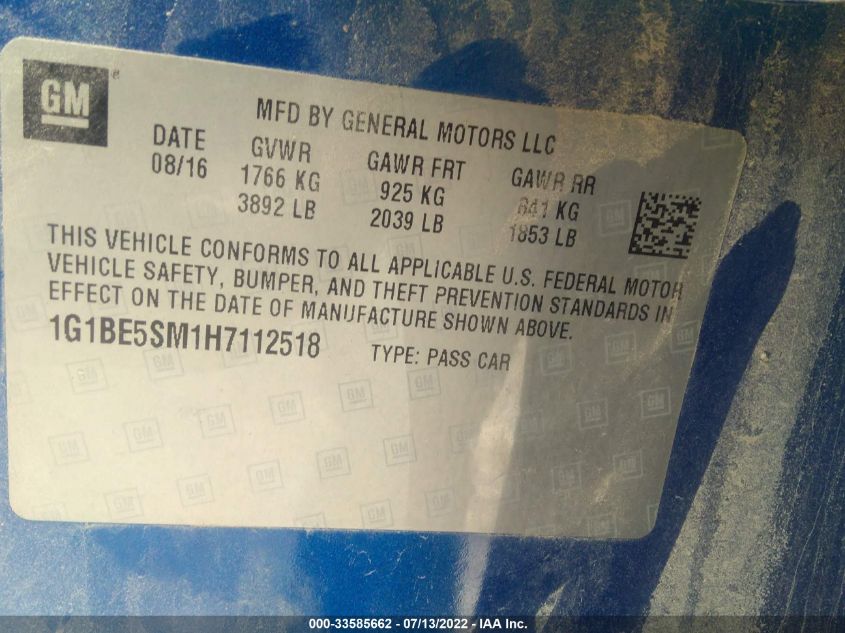 GM
MFD BY GENERAL MOTORS LLC
DATE GVWR GAWR FRT GAWR RR
08/16 1766 KG 925 KG 841 KG
3892 LB 2039 LB 1853 LB
THIS VEHICLE CONFORMS TO ALL APPLICABLE U.S. FEDERAL MOTOR
VEHICLE SAFETY, BUMPER, AND THEFT PREVENTION STANDARDS IN
EFFECT ON THE DATE OF MANUFACTURE SHOWN ABOVE.
1G1BE5SM1H7112518 TYPE: PASS CAR
000-33585662 - 07/13/2022 - IAA Inc.